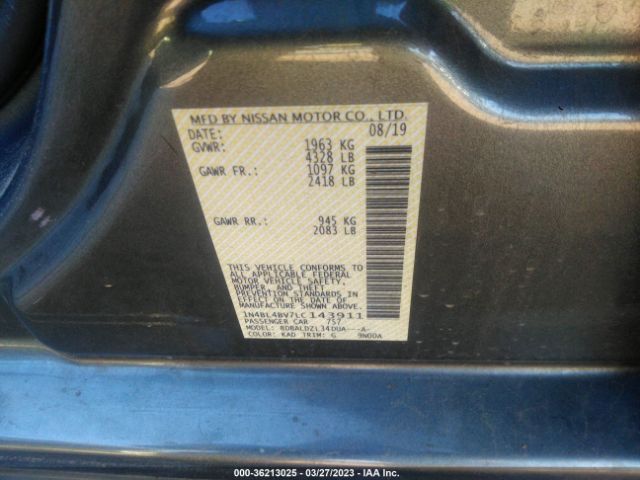 MFD BY NISSAN MOTOR CO., LTD.
DATE: 08/19
GVWR: 1963 KG
4328 LB
GAWR FR.: 1097 KG
2418 LB
GAWR RR.: 945 KG
2083 LB
THIS VEHICLE CONFORMS TO
ALL APPLICABLE FEDERAL
MOTOR VEHICLE SAFETY,
BUMPER, AND THEFT
PREVENTION STANDARDS IN
EFFECT ON THE DATE OF
MANUFACTURE SHOWN ABOVE.
1N4BL4BV7LC143911
PASSENGER CAR 757
MODEL: BDBALDZL34DUA---A-
COLOR: KAD TRIM: G 9N00A
000-36213025 — 03/27/2023 — IAA Inc.